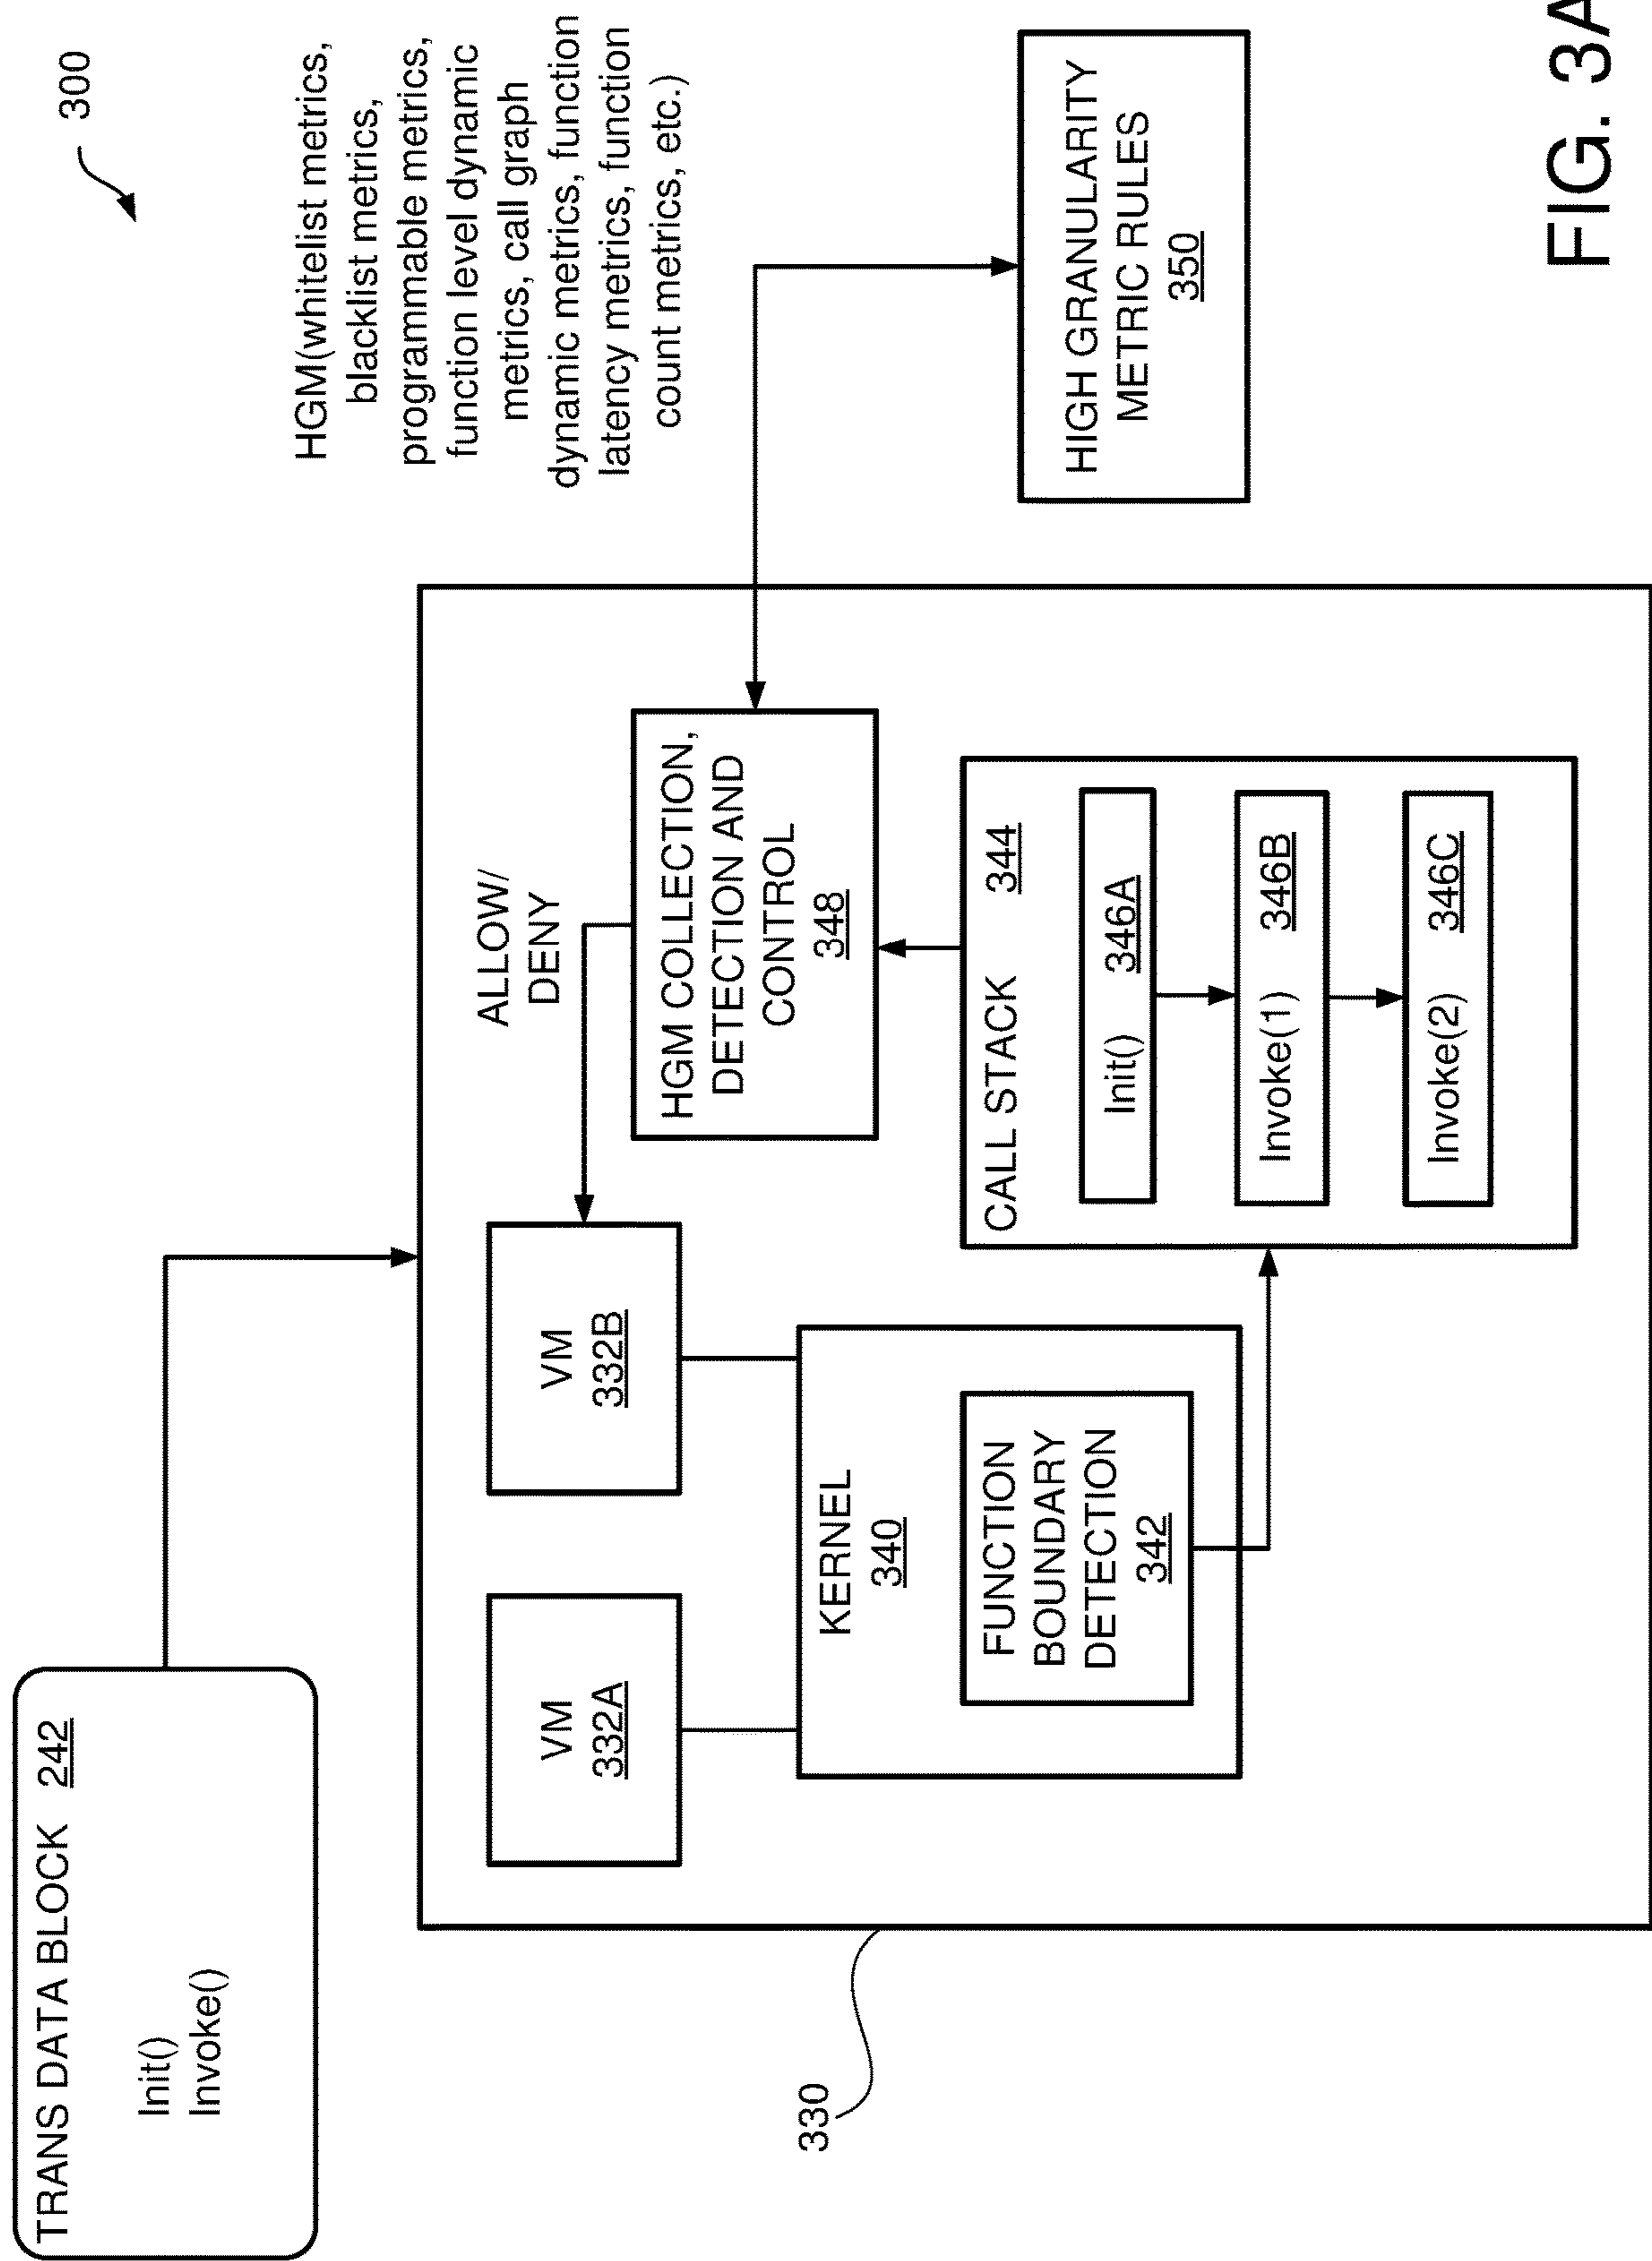 300
TRANS DATA BLOCK 242
Init()
Invoke()
HGM(whitelist metrics,
blacklist metrics,
programmable metrics,
function level dynamic
metrics, call graph
dynamic metrics, function
latency metrics, function
count metrics, etc.)
330
VM
332A
VM
332B
ALLOW/
DENY
HGM COLLECTION,
DETECTION AND
CONTROL
348
KERNEL
340
FUNCTION
BOUNDARY
DETECTION
342
CALL STACK 344
Init() 346A
Invoke(1) 346B
Invoke(2) 346C
HIGH GRANULARITY
METRIC RULES
350
FIG. 3A